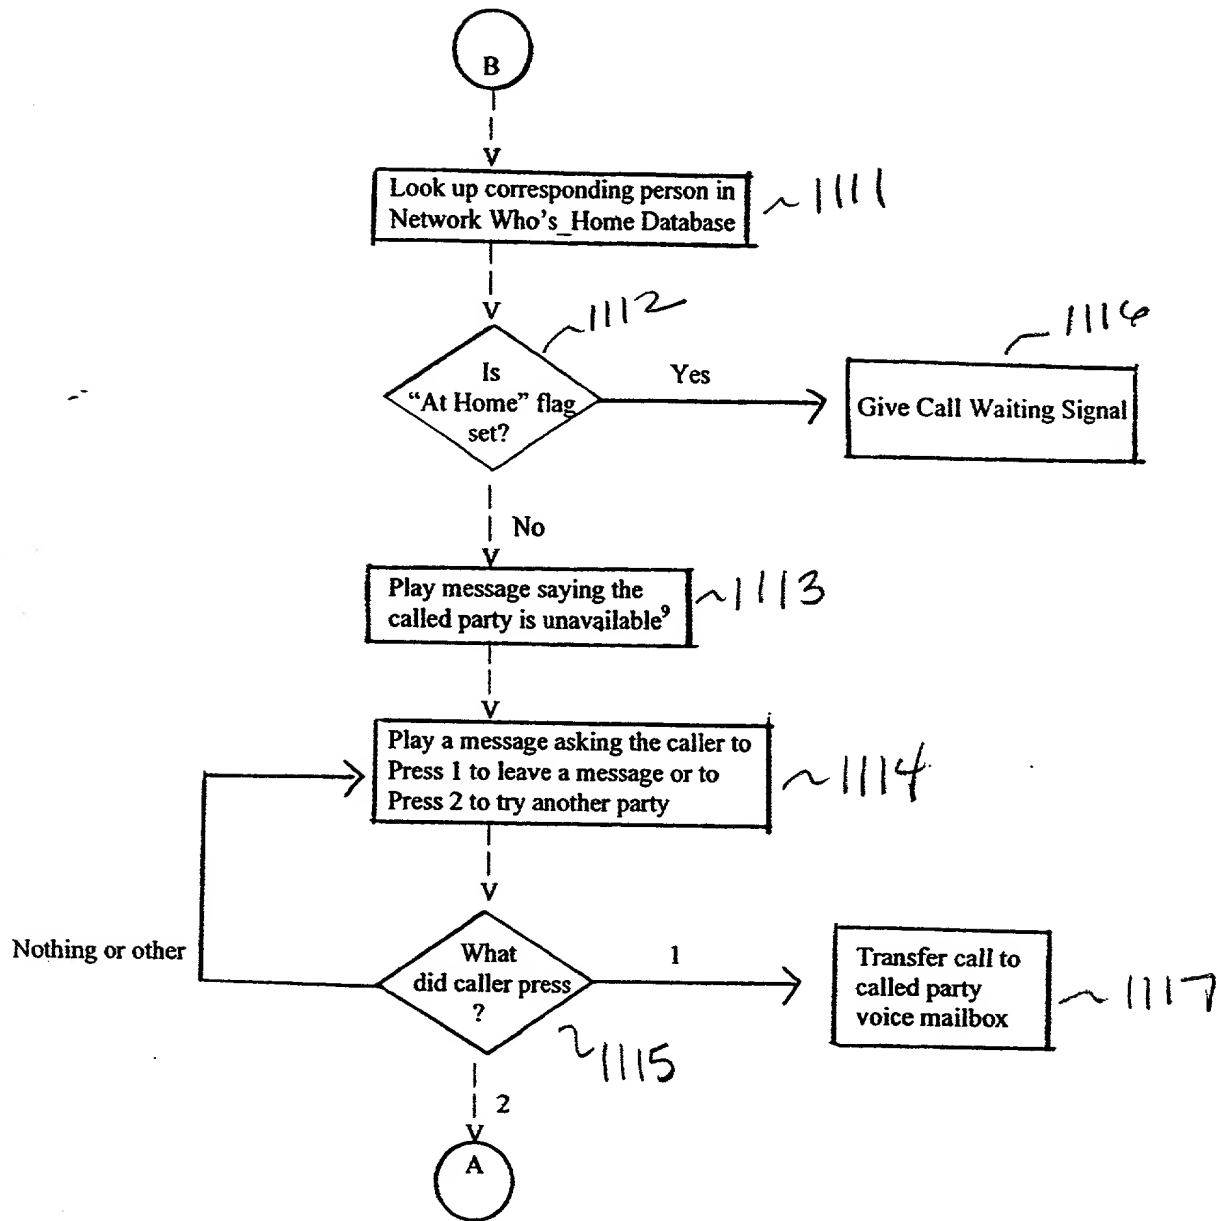 B
V
Look up corresponding person in
Network Who's_Home Database
~1111
V
1112
1116
Is
“At Home” flag
set?
Yes
Give Call Waiting Signal
No
V
Play message saying the
called party is unavailable⁹
~1113
V
Play a message asking the caller to
Press 1 to leave a message or to
Press 2 to try another party
~1114
V
Nothing or other
What
did caller press
?
1
Transfer call to
called party
voice mailbox
~1117
1115
2
V
A